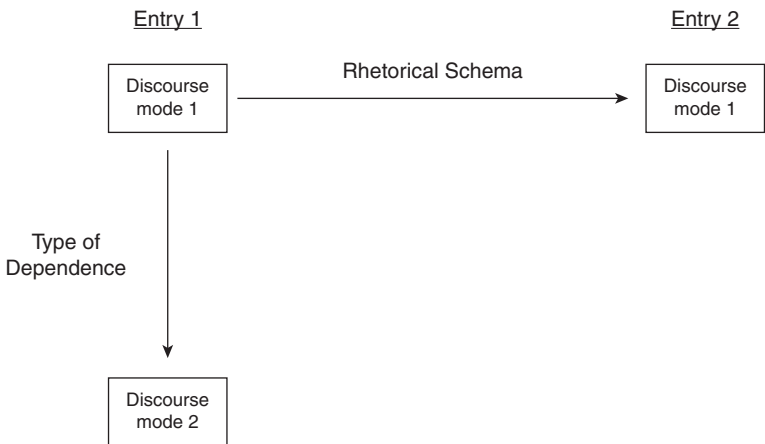 Entry 1
Entry 2
Discourse
mode 1
Rhetorical Schema
Discourse
mode 1
Type of
Dependence
Discourse
mode 2